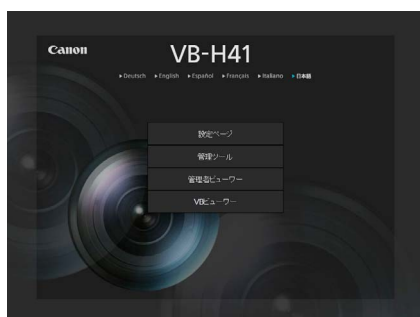 Canon
VB-H41
▸Deutsch ▸English ▸Español ▸Français ▸Italiano ▸日本語
設定ページ
管理ツール
管理者ビューワー
VBビューワー